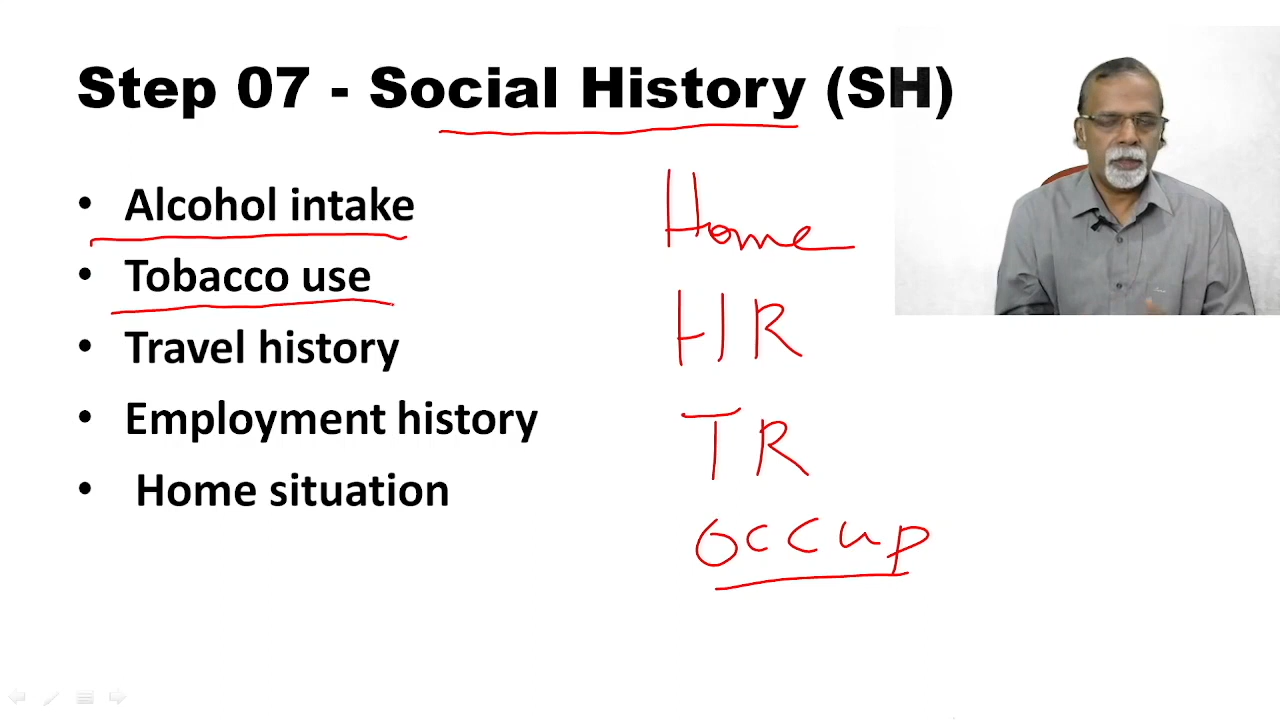 Step 07 - Social History (SH)
• Alcohol intake
• Tobacco use
• Travel history
• Employment history
• Home situation
Home
HR
TR
occup